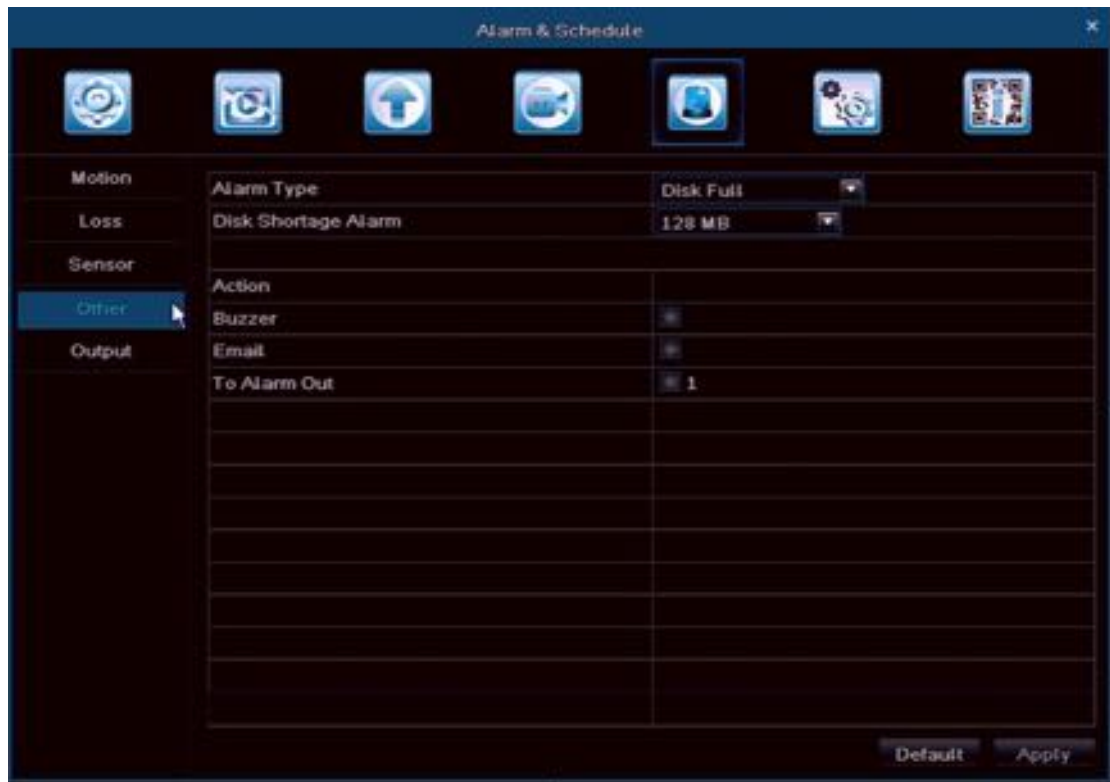 Alarm & Schedule
Motion
Loss
Sensor
Other
Output
Alarm Type Disk Full
Disk Shortage Alarm 128 MB
Action
Buzzer
Email
To Alarm Out 1
Default Apply